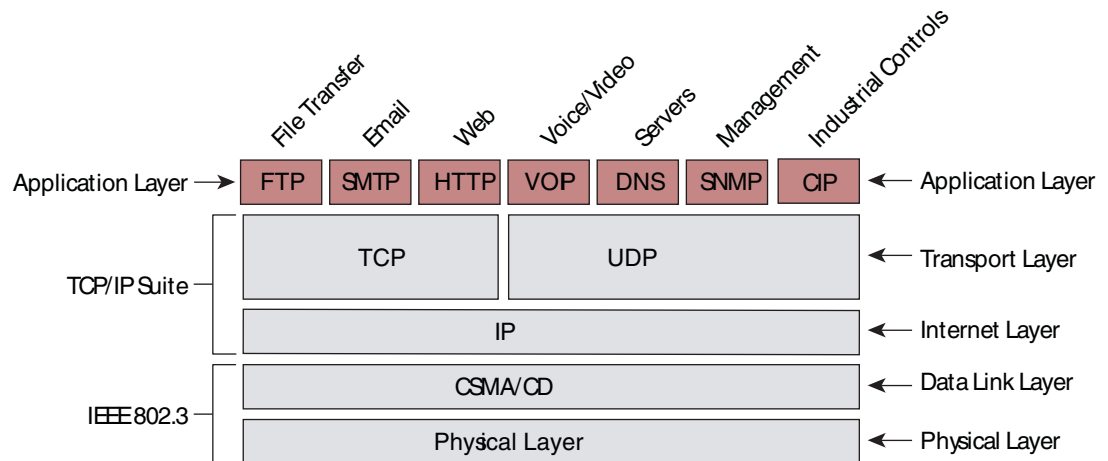 File Transfer
Email
Web
Voice/Video
Servers
Management
Industrial Controls
Application Layer
FTP
SMTP
HTTP
VOIP
DNS
SNMP
CIP
Application Layer
TCP/IP Suite
TCP
UDP
Transport Layer
IP
Internet Layer
IEEE 802.3
CSMA/CD
Data Link Layer
Physical Layer
Physical Layer